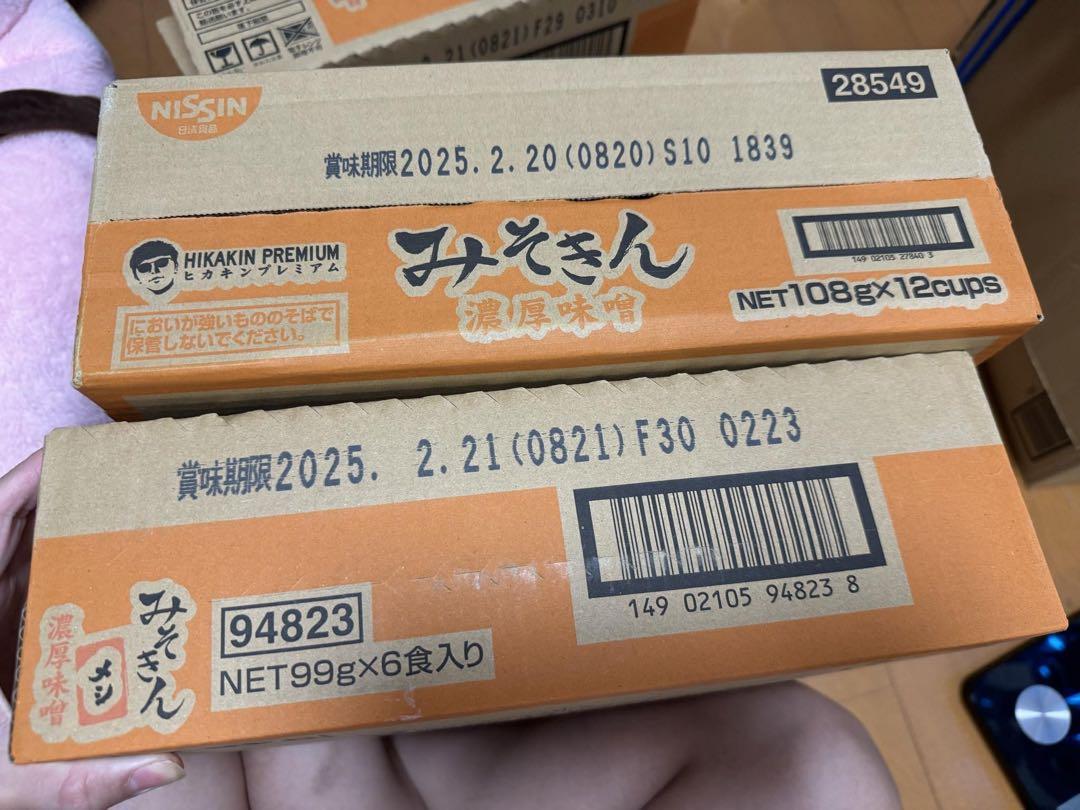 2.21(0821)F29 0310
NISSIN
日清食品
28549
賞味期限2025.2.20(0820)S10 1839
HIKAKIN PREMIUM
ヒカキンプレミアム
みそきん
濃厚味噌
149 02105 27840 3
NET108g×12cups
においが強いもののそばで
保管しないでください。
賞味期限2025. 2.21(0821)F30 0223
149 02105 94823 8
みそきん
メシ
濃厚味噌
94823
NET99g×6食入り